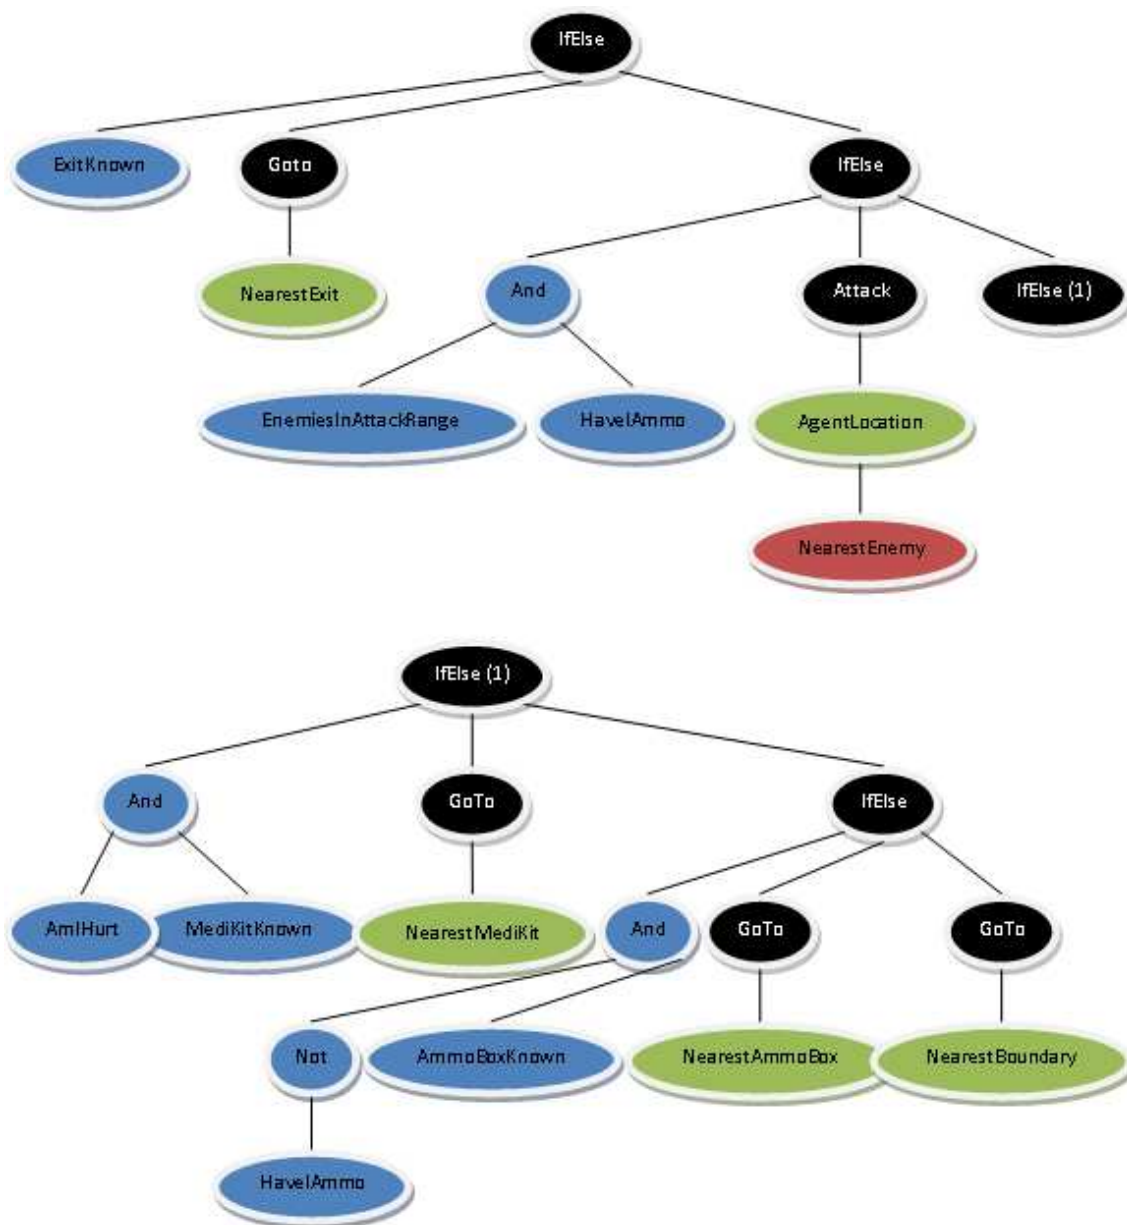 IfElse
ExitKnown
Goto
IfElse
NearestExit
And
Attack
IfElse (1)
EnemiesInAttackRange
HaveIAmmo
AgentLocation
NearestEnemy
IfElse (1)
And
GoTo
IfElse
AmIHurt
MediKitKnown
NearestMediKit
And
GoTo
GoTo
Not
AmmoBoxKnown
NearestAmmoBox
NearestBoundary
HaveIAmmo